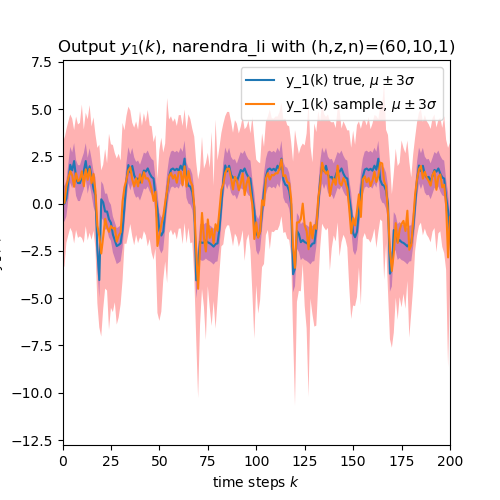 Output y₁(k), narendra_li with (h,z,n)=(60,10,1)
y_1(k) true, μ ± 3σ
y_1(k) sample, μ ± 3σ
7.5
5.0
2.5
0.0
−2.5
−5.0
−7.5
−10.0
−12.5
0 25 50 75 100 125 150 175 200
time steps k